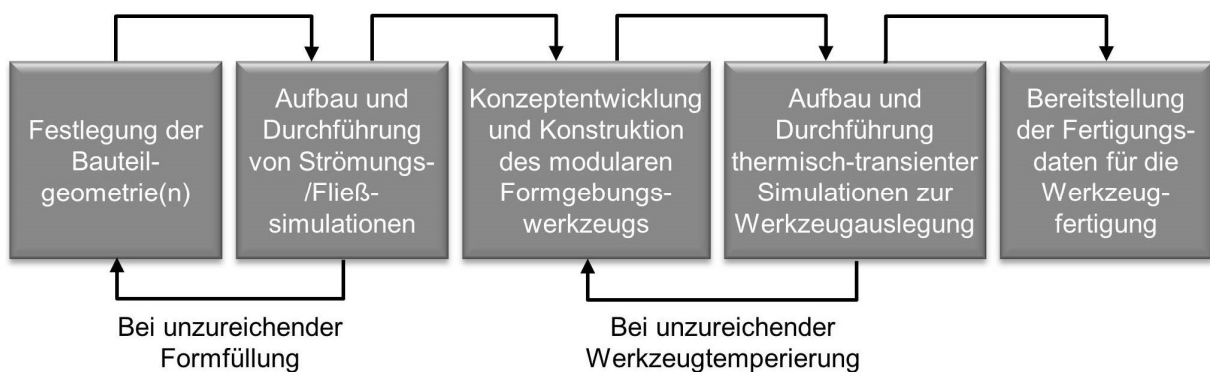 Festlegung der
Bauteil-
geometrie(n)
Aufbau und
Durchführung
von Strömungs-
/Fließ-
simulationen
Konzeptentwicklung
und Konstruktion
des modularen
Formgebungs-
werkzeugs
Aufbau und
Durchführung
thermisch-transienter
Simulationen zur
Werkzeugauslegung
Bereitstellung
der Fertigungs-
daten für die
Werkzeug-
fertigung
Bei unzureichender
Formfüllung
Bei unzureichender
Werkzeugtemperierung